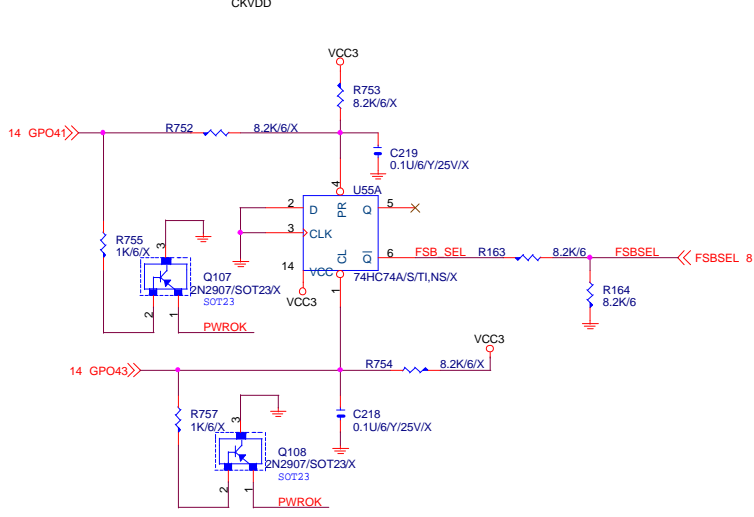 CKVDD
VCC3
R753
8.2K/6/X
14 GPO41
R752
8.2K/6/X
C219
0.1U/6/Y/25V/X
4
U55A
2
D
PR
Q
5
3
CLK
R755
1K/6/X
3
CL
Q
6
FSB_SEL
R163
8.2K/6
FSBSEL
FSBSEL 8
14
VCC
74HC74A/S/TI,NS/X
Q107
2N2907/SOT23/X
SOT23
VCC3
1
R164
8.2K/6
2
1
PWROK
VCC3
14 GPO43
R754
8.2K/6/X
R757
1K/6/X
3
C218
0.1U/6/Y/25V/X
Q108
2N2907/SOT23/X
SOT23
2
1
PWROK